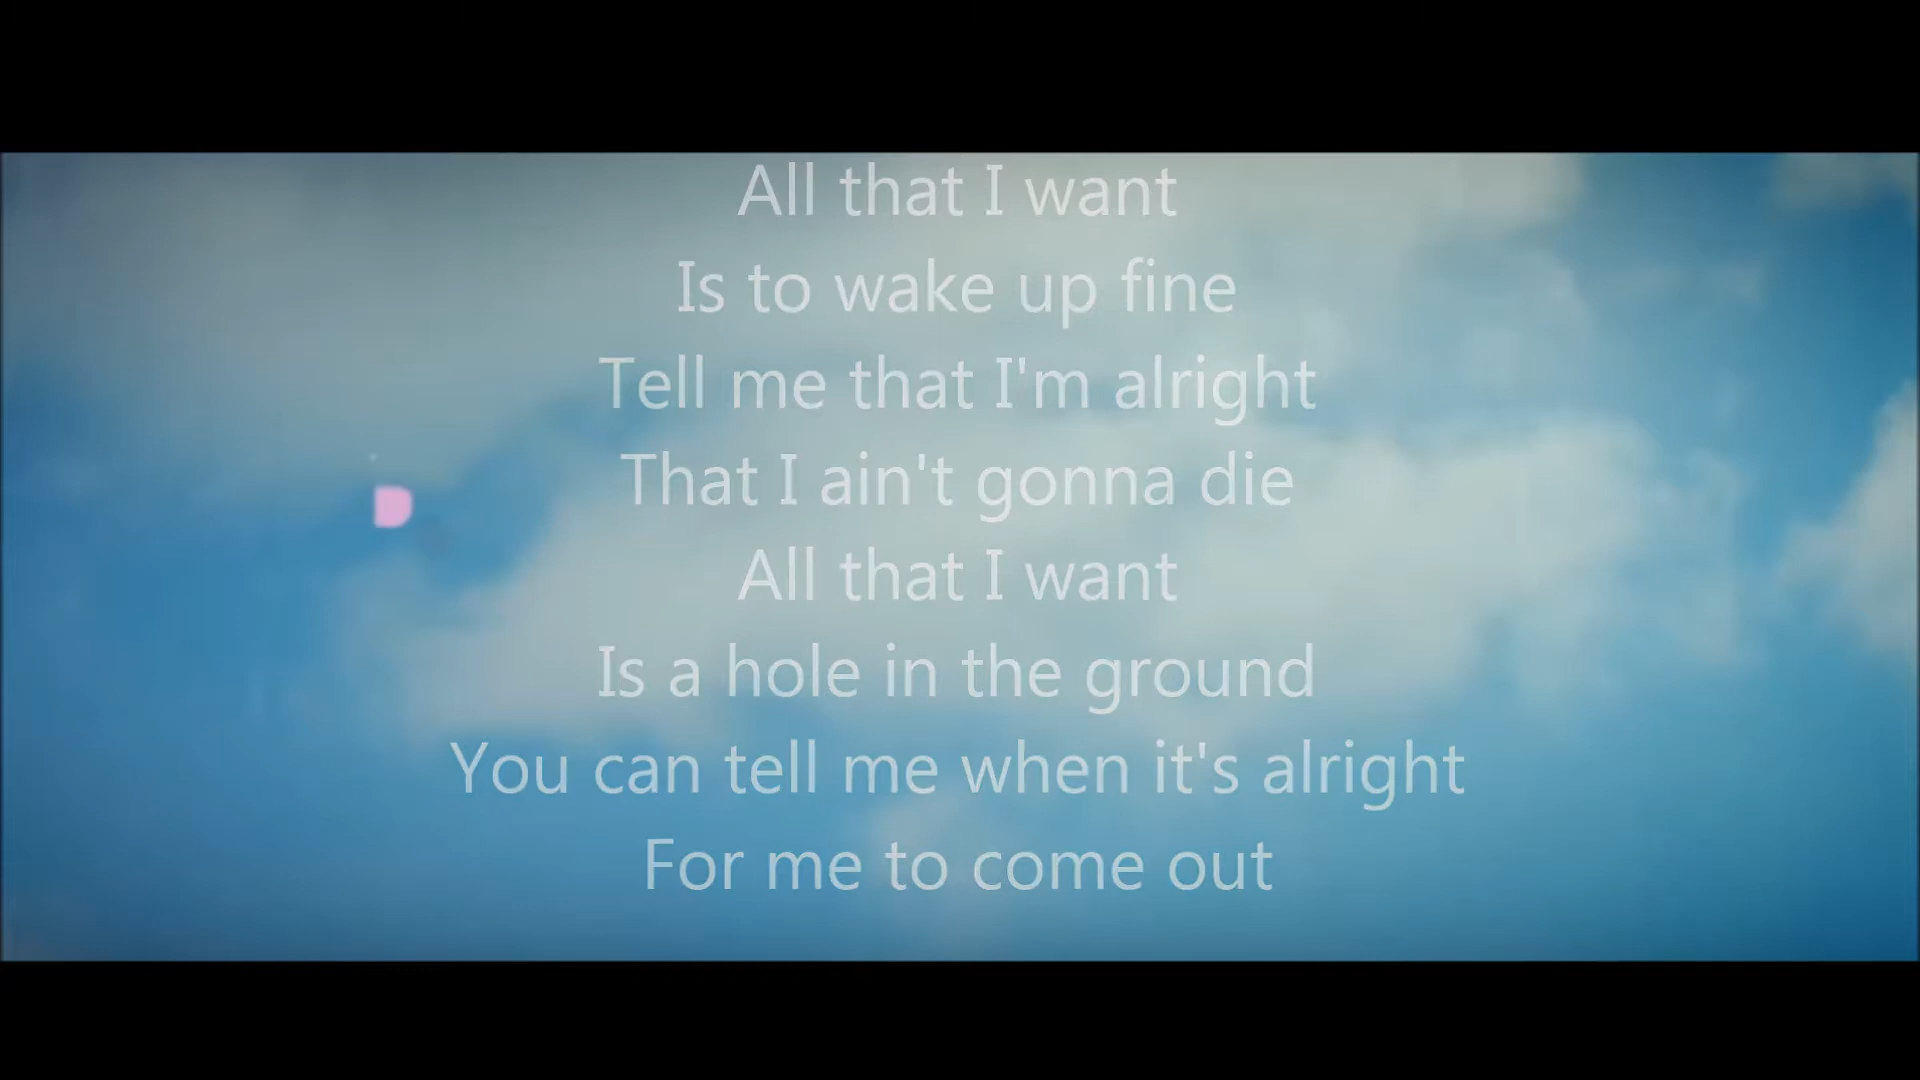 All that I want
Is to wake up fine
Tell me that I'm alright
That I ain't gonna die
All that I want
Is a hole in the ground
You can tell me when it's alright
For me to come out